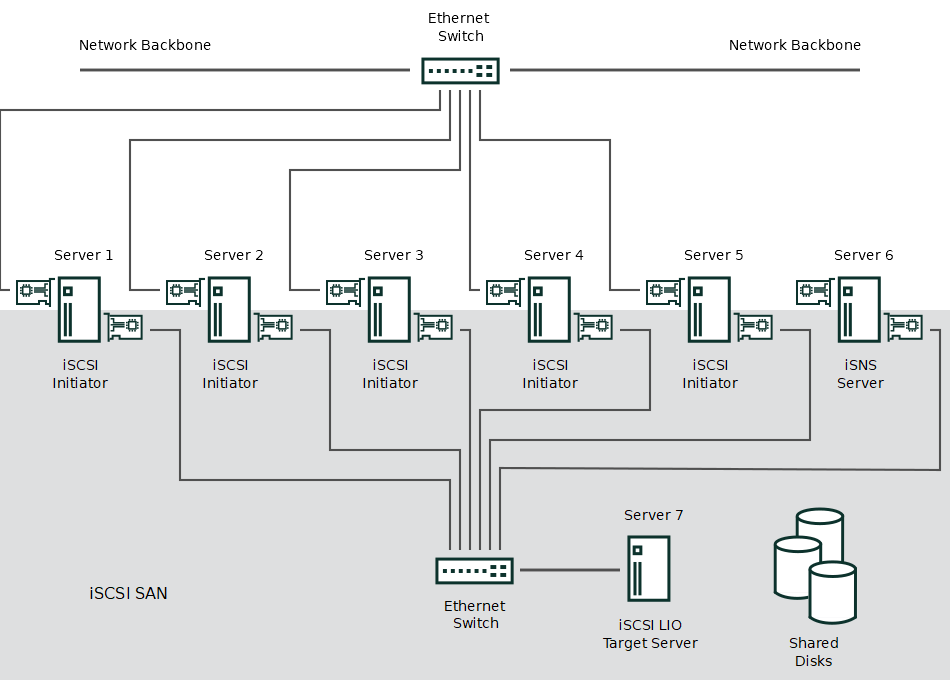 Ethernet
Switch
Network Backbone
Network Backbone
Server 1
Server 2
Server 3
Server 4
Server 5
Server 6
iSCSI
Initiator
iSCSI
Initiator
iSCSI
Initiator
iSCSI
Initiator
iSCSI
Initiator
iSNS
Server
Server 7
iSCSI SAN
Ethernet
Switch
iSCSI LIO
Target Server
Shared
Disks